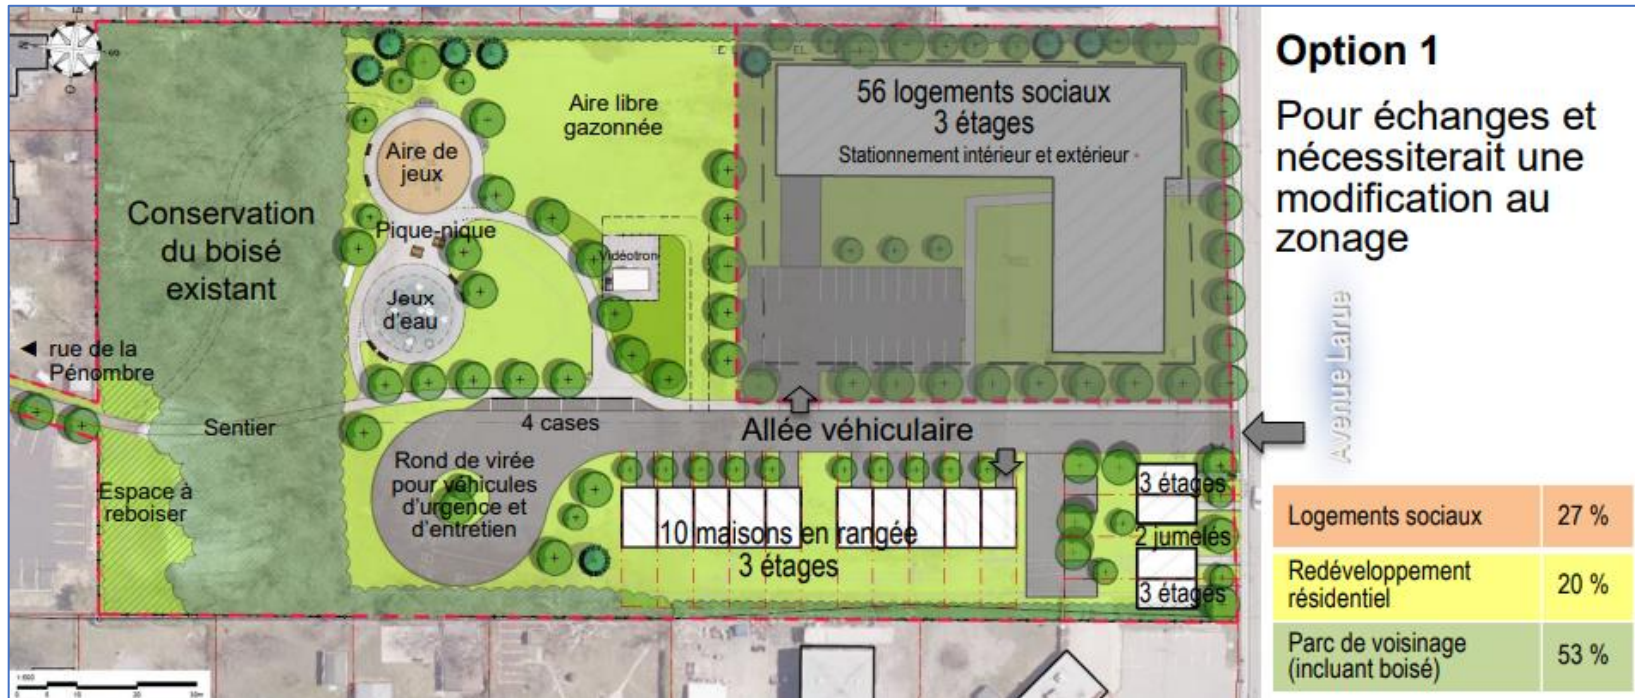 Option 1
Pour échanges et
nécessiterait une
modification au
zonage
56 logements sociaux
3 étages
Stationnement intérieur et extérieur
Aire libre
gazonnée
Aire de
jeux
Pique-nique
Vidéotron
Jeux
d'eau
Conservation
du boisé
existant
rue de la
Pénombre
Sentier
4 cases
Allée véhiculaire
Avenue Larue
Rond de virée
pour véhicules
d'urgence et
d'entretien
Espace à
reboiser
10 maisons en rangée
3 étages
3 étages
2 jumelés
3 étages
Logements sociaux 27 %
Redéveloppement
résidentiel 20 %
Parc de voisinage
(incluant boisé) 53 %